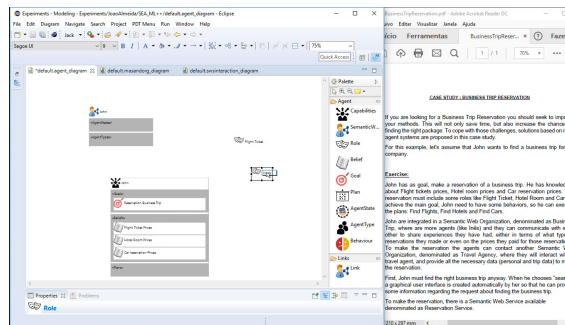 Experiments - Modeling - Experiments/JoaoAlmeida/SEA_ML++/default.agent_diagram - Eclipse
File Edit Diagram Navigate Search Project PDT Menu Run Window Help
Jack
Segoe UI 9 B I A 75%
Quick Access
*default.agent_diagram default.masandorg_diagram default.swsinteraction_diagram
Palette
Agent
Capabilities
SemanticW...
Role
Belief
Goal
Plan
AgentState
AgentType
Behaviour
Links
Link
John
<AgentState>
<AgentType>
Flight Ticket
John
<Goal>
Reservation Business Trip
<Beliefs>
Flight Ticket Prices
Hotel Room Prices
Car reservation Prices
<Plans>
Properties Problems
Role
BusinessTripReservation.pdf - Adobe Acrobat Reader DC
Editar Visualizar Janela Ajuda
Ferramentas BusinessTripReser... Faze
1 / 1 70%
CASE STUDY : BUSINESS TRIP RESERVATION
If you are looking for a Business Trip Reservation you should seek to
your methods. This will not only save time, but also increase the chance
finding the right package. To cope with those challenges, solutions based on
agent systems are proposed in this case study.
For this example, let's assume that John wants to find a business trip for
company.
Exercise:
John has as goal, make a reservation of a business trip. He has
about Flight tickets prices, Hotel room prices and Car reservation prices.
reservation must include some roles like Flight Ticket, Hotel Room and Car
achieve the main goal, John need to have some behaviors, so he can
the plans: Find Flights, Find Hotels and Find Cars.
John are integrated in a Semantic Web Organization, denominated as
Trip, where are more agents (like Inês) and they can communicate with
other to share experiences they have had, either in terms of what
reservations they made or even on the prices they paid for those
To make the reservation the agents can contact another Semantic
Organization, denominated as Travel Agency, where they will interact
travel agent, and provide all the necessary data (personal and trip data) to
the reservation.
First, John must find the right business trip anyway. When he chooses
a graphical user interface is created automatically by her so that he can
some information regarding the request about finding the business trip.
To make the reservation, there is a Semantic Web Service available
denominated as Reservation Service.
210 x 297 mm